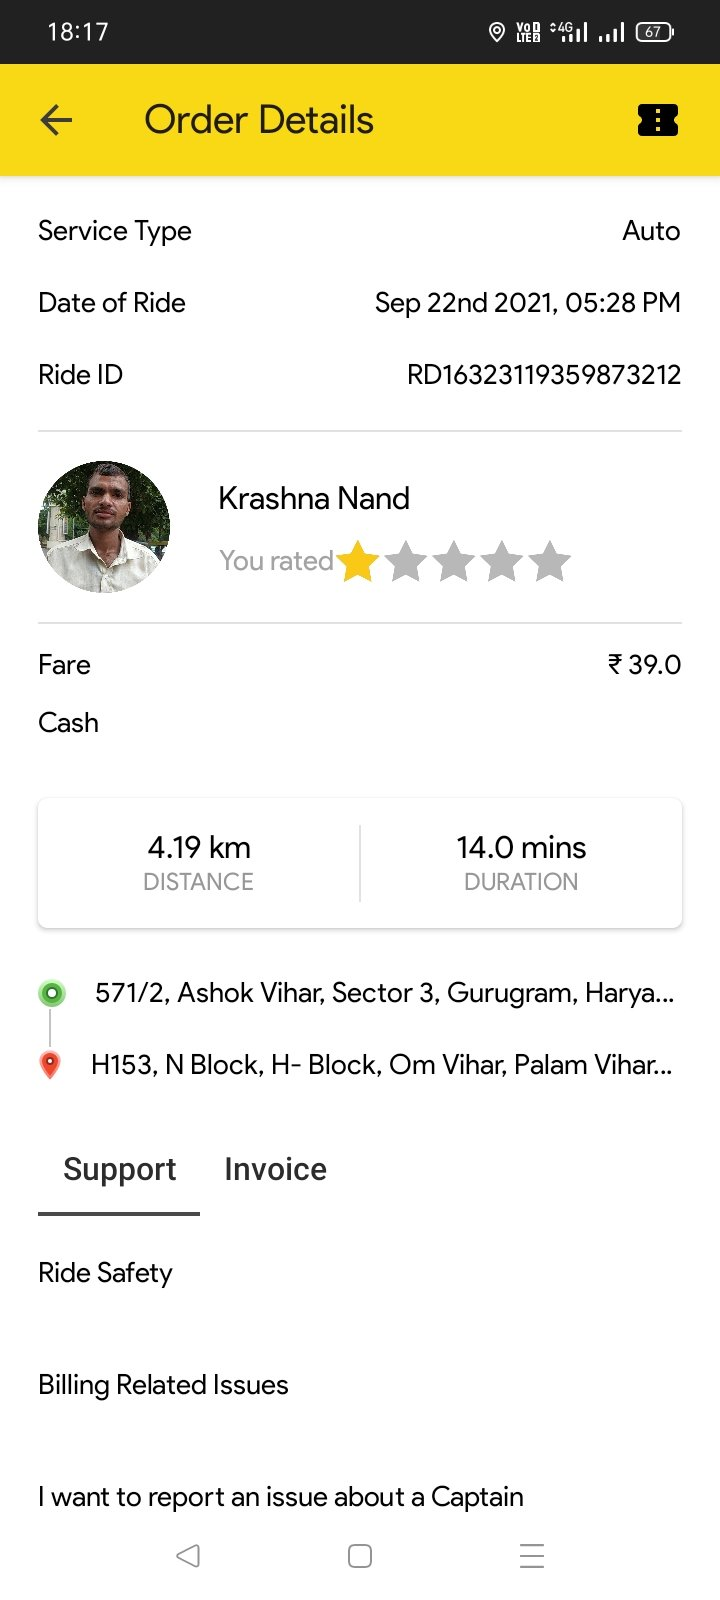 18:17
VoD LTE2 4G 67
Order Details
Service Type Auto
Date of Ride Sep 22nd 2021, 05:28 PM
Ride ID RD16323119359873212
Krashna Nand
You rated
Fare ₹ 39.0
Cash
4.19 km 14.0 mins
DISTANCE DURATION
571/2, Ashok Vihar, Sector 3, Gurugram, Harya...
H153, N Block, H- Block, Om Vihar, Palam Vihar...
Support Invoice
Ride Safety
Billing Related Issues
I want to report an issue about a Captain